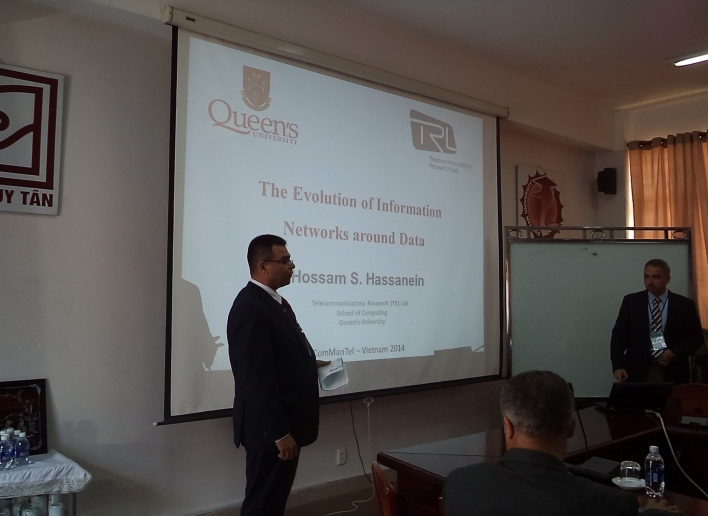 UY TÂN
Queen's
UNIVERSITY
TRL
Telecommunications
Research Lab
The Evolution of Information
Networks around Data
Hossam S. Hassanein
Telecommunications Research (TR) Lab
School of Computing
Queen's University
ComManTel – Vietnam 2014